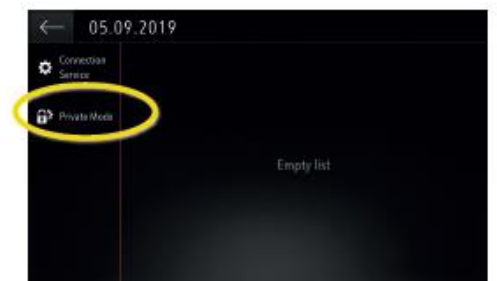 05.09.2019
Connection
Service
Private Mode
Empty list